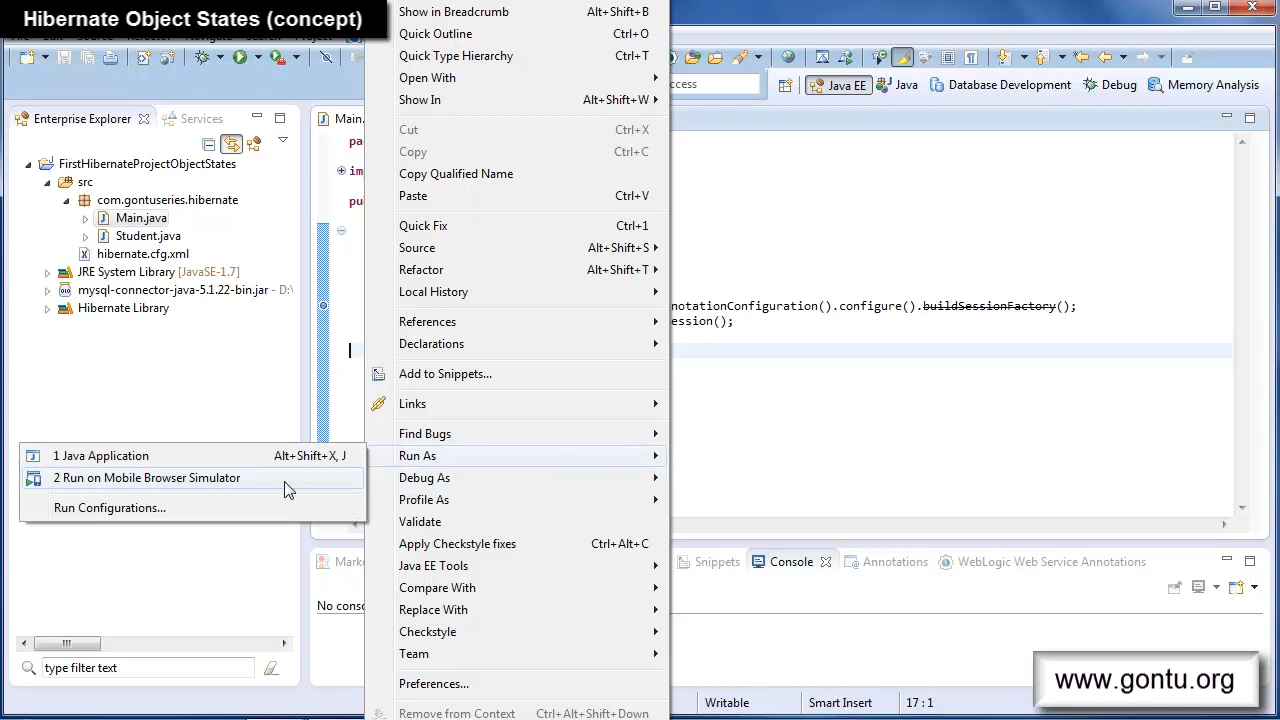 Hibernate Object States (concept)
Java EE
Java
Database Development
Debug
Memory Analysis
Enterprise Explorer
Services
FirstHibernateProjectObjectStates
src
com.gontuseries.hibernate
Main.java
Student.java
hibernate.cfg.xml
JRE System Library [JavaSE-1.7]
mysql-connector-java-5.1.22-bin.jar - D:\
Hibernate Library
type filter text
Main.
pa
im
pu
notationConfiguration().configure().buildSessionFactory();
ession();
Show in Breadcrumb Alt+Shift+B
Quick Outline Ctrl+O
Quick Type Hierarchy Ctrl+T
Open With
Show In Alt+Shift+W
Cut Ctrl+X
Copy Ctrl+C
Copy Qualified Name
Paste Ctrl+V
Quick Fix Ctrl+1
Source Alt+Shift+S
Refactor Alt+Shift+T
Local History
References
Declarations
Add to Snippets...
Links
Find Bugs
Run As
Debug As
Profile As
Validate
Apply Checkstyle fixes Ctrl+Alt+C
Java EE Tools
Compare With
Replace With
Checkstyle
Team
Preferences...
Remove from Context Ctrl+Alt+Shift+Down
1 Java Application Alt+Shift+X, J
2 Run on Mobile Browser Simulator
Run Configurations...
Marke
Snippets
Console
Annotations
WebLogic Web Service Annotations
No conso
Writable
Smart Insert
17 : 1
www.gontu.org